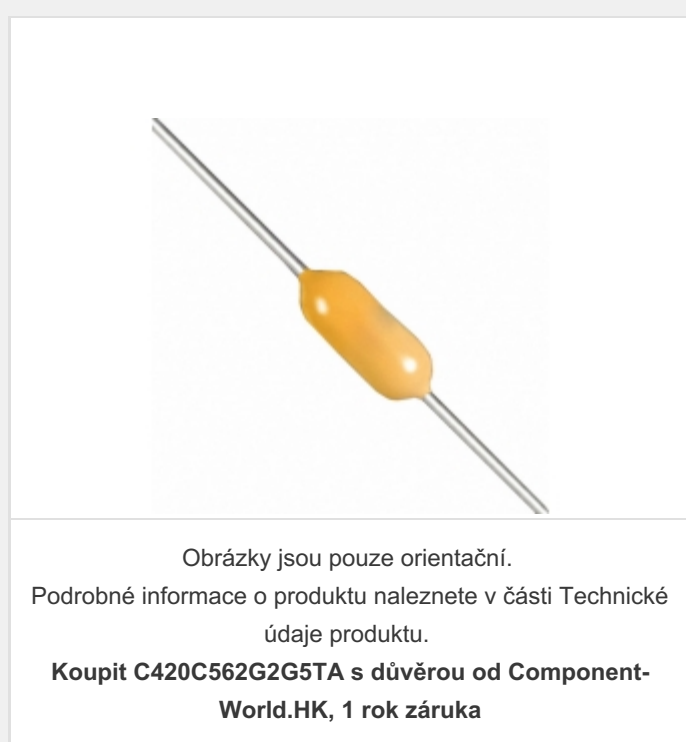 Obrázky jsou pouze orientační.
Podrobné informace o produktu naleznete v části Technické
údaje produktu.
Koupit C420C562G2G5TA s důvěrou od Component-
World.HK, 1 rok záruka